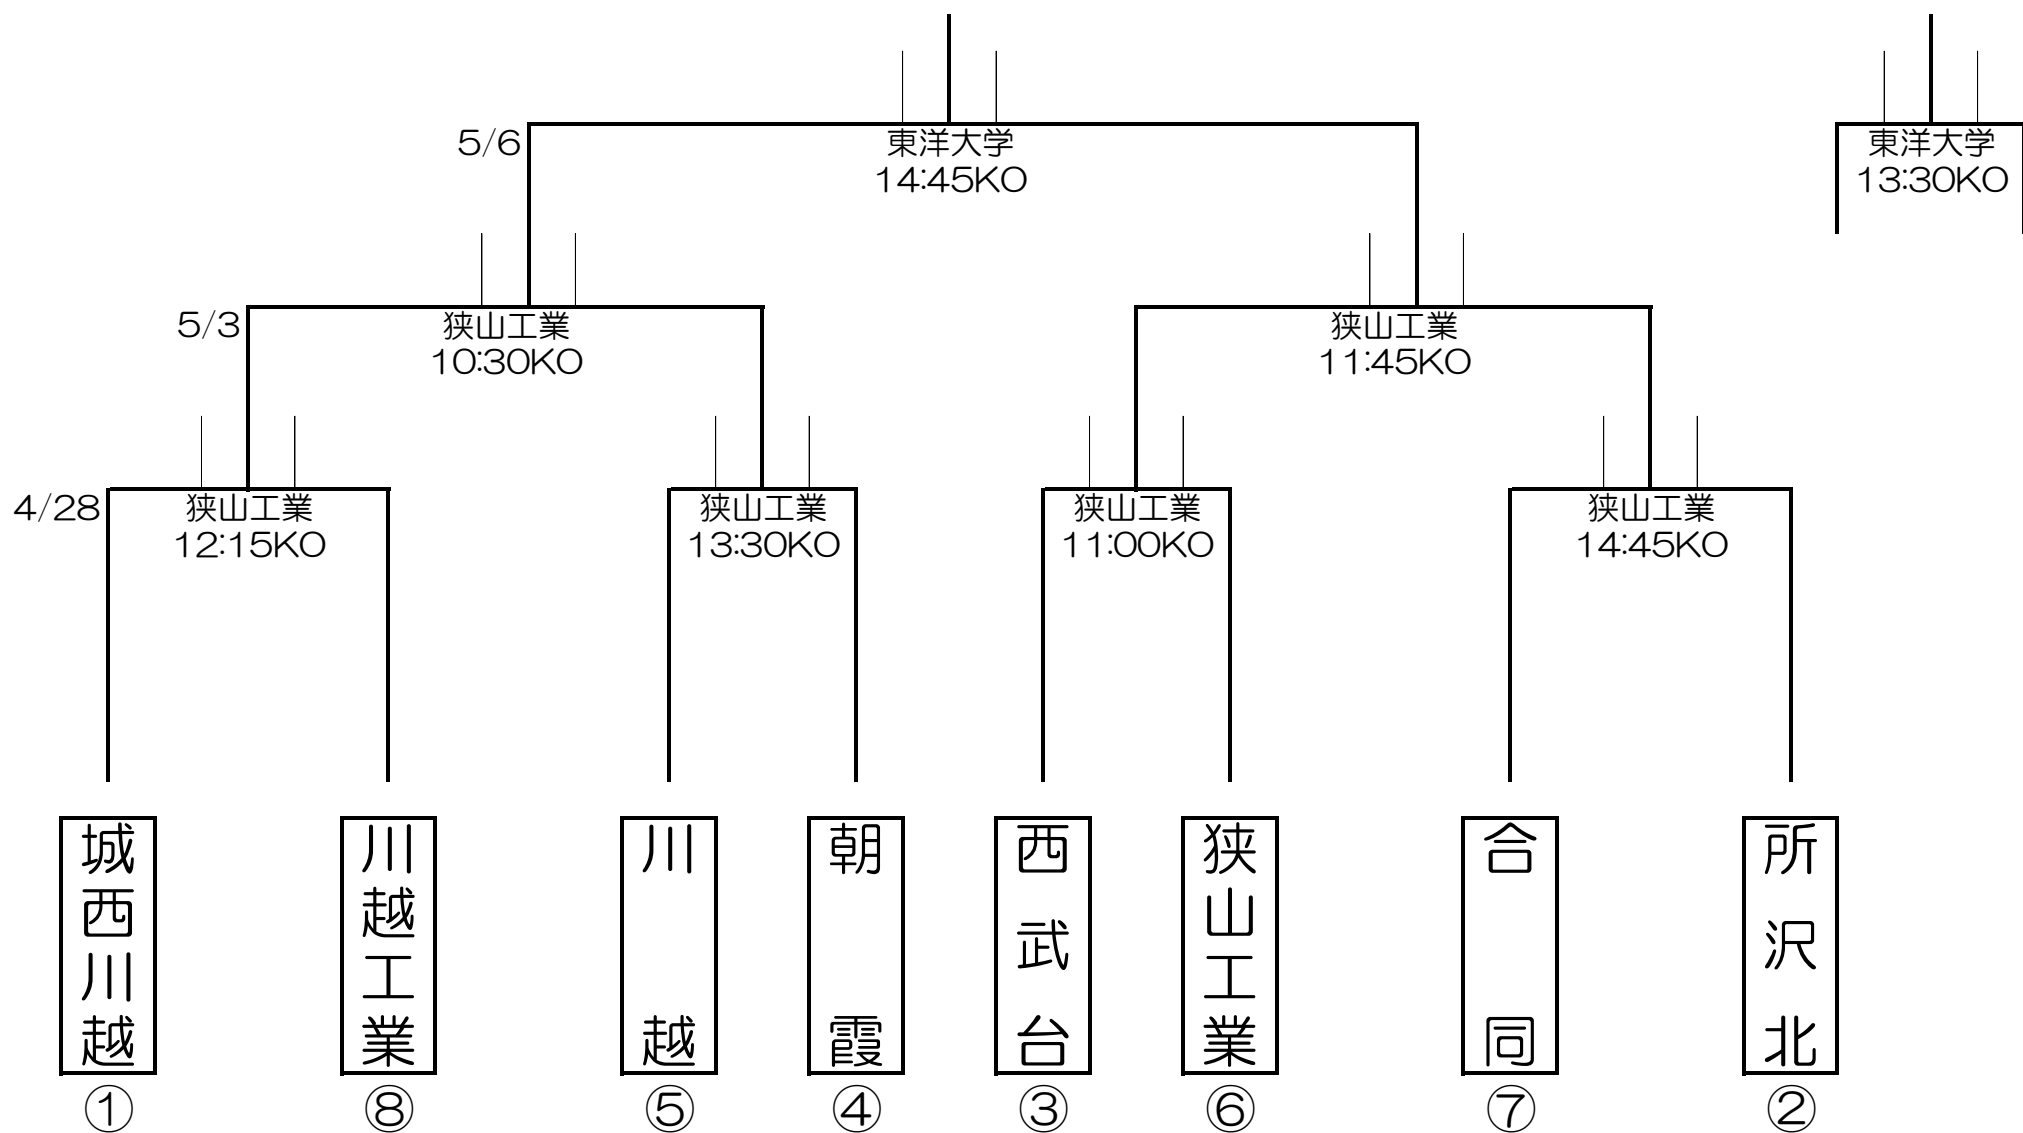 5/6
東洋大学
14:45KO
東洋大学
13:30KO
5/3
狭山工業
10:30KO
狭山工業
11:45KO
4/28
狭山工業
12:15KO
狭山工業
13:30KO
狭山工業
11:00KO
狭山工業
14:45KO
城西川越
①
川越工業
⑧
川越
⑤
朝霞
④
西武台
③
狭山工業
⑥
合同
⑦
所沢北
②